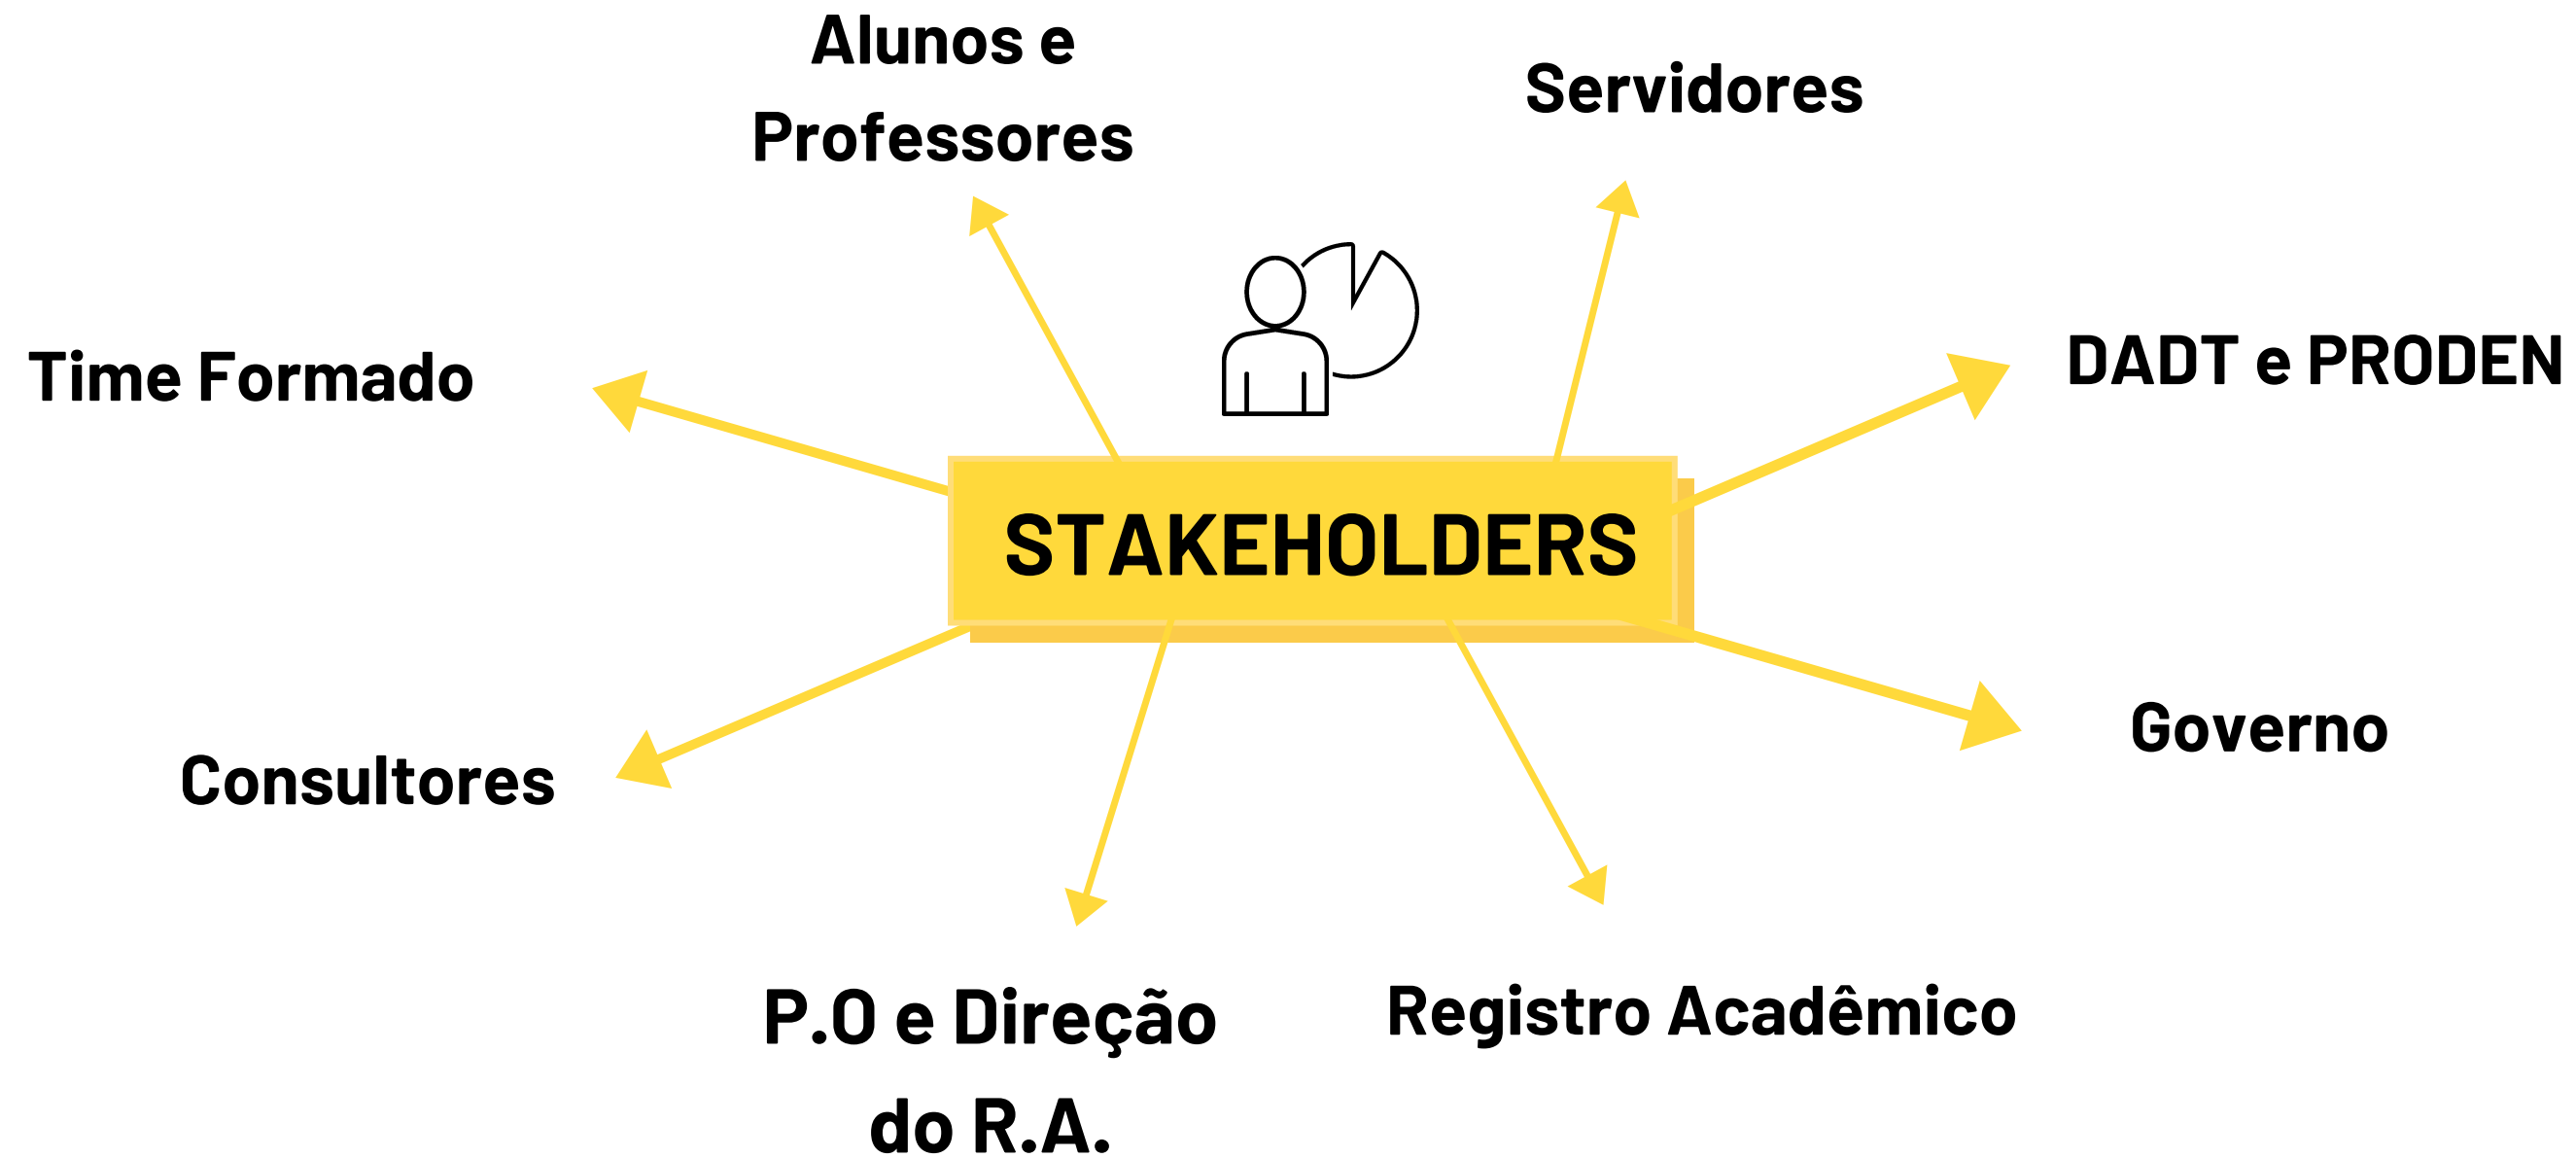 Alunos e
Professores
Servidores
Time Formado
DADT e PRODEN
STAKEHOLDERS
Consultores
Governo
P.O e Direção
do R.A.
Registro Acadêmico